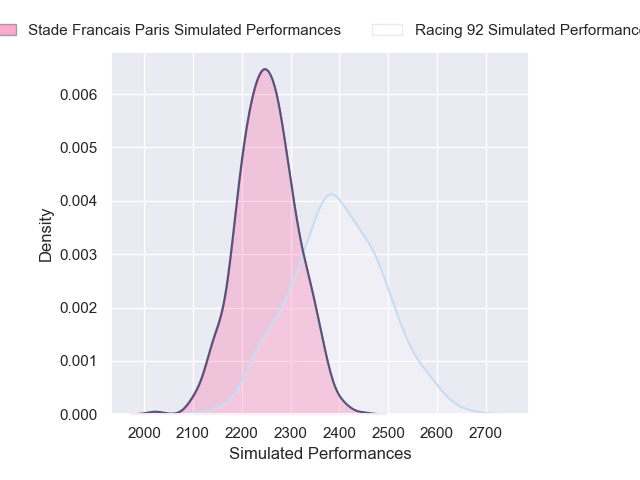 Stade Francais Paris Simulated Performances
Racing 92 Simulated
0.006
0.005
0.004
0.003
0.002
0.001
0.000
Density
2000 2100 2200 2300 2400 2500 2600 2700
Simulated Performances